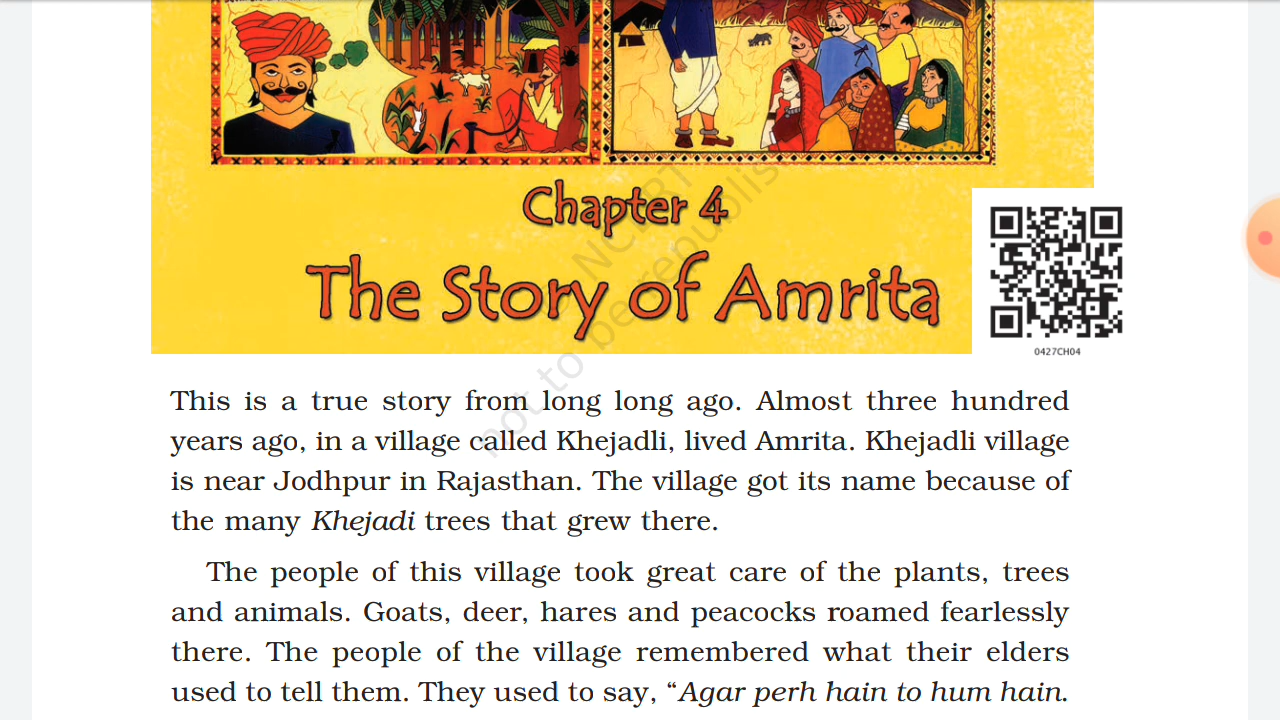 Chapter 4
The Story of Amrita
0427CH04
This is a true story from long long ago. Almost three hundred
years ago, in a village called Khejadli, lived Amrita. Khejadli village
is near Jodhpur in Rajasthan. The village got its name because of
the many Khejadi trees that grew there.
The people of this village took great care of the plants, trees
and animals. Goats, deer, hares and peacocks roamed fearlessly
there. The people of the village remembered what their elders
used to tell them. They used to say, “Agar perh hain to hum hain.
not to be republis